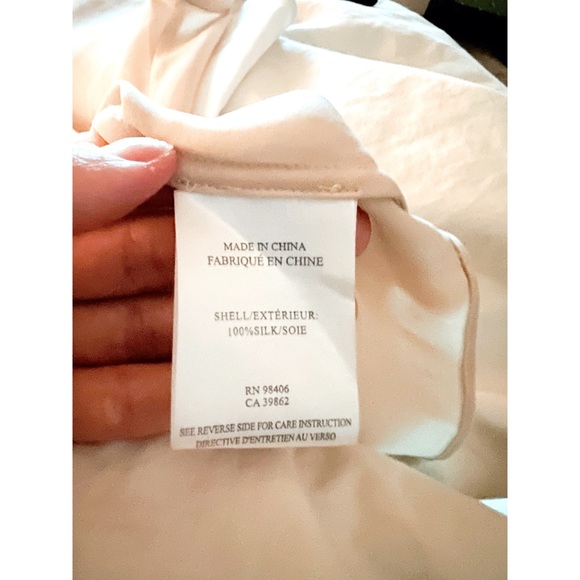 MADE IN CHINA
FABRIQUÉ EN CHINE
SHELL/EXTÉRIEUR:
100%SILK/SOIE
RN 98406
CA 39862
SEE REVERSE SIDE FOR CARE INSTRUCTION
DIRECTIVE D'ENTRETIEN AU VERSO